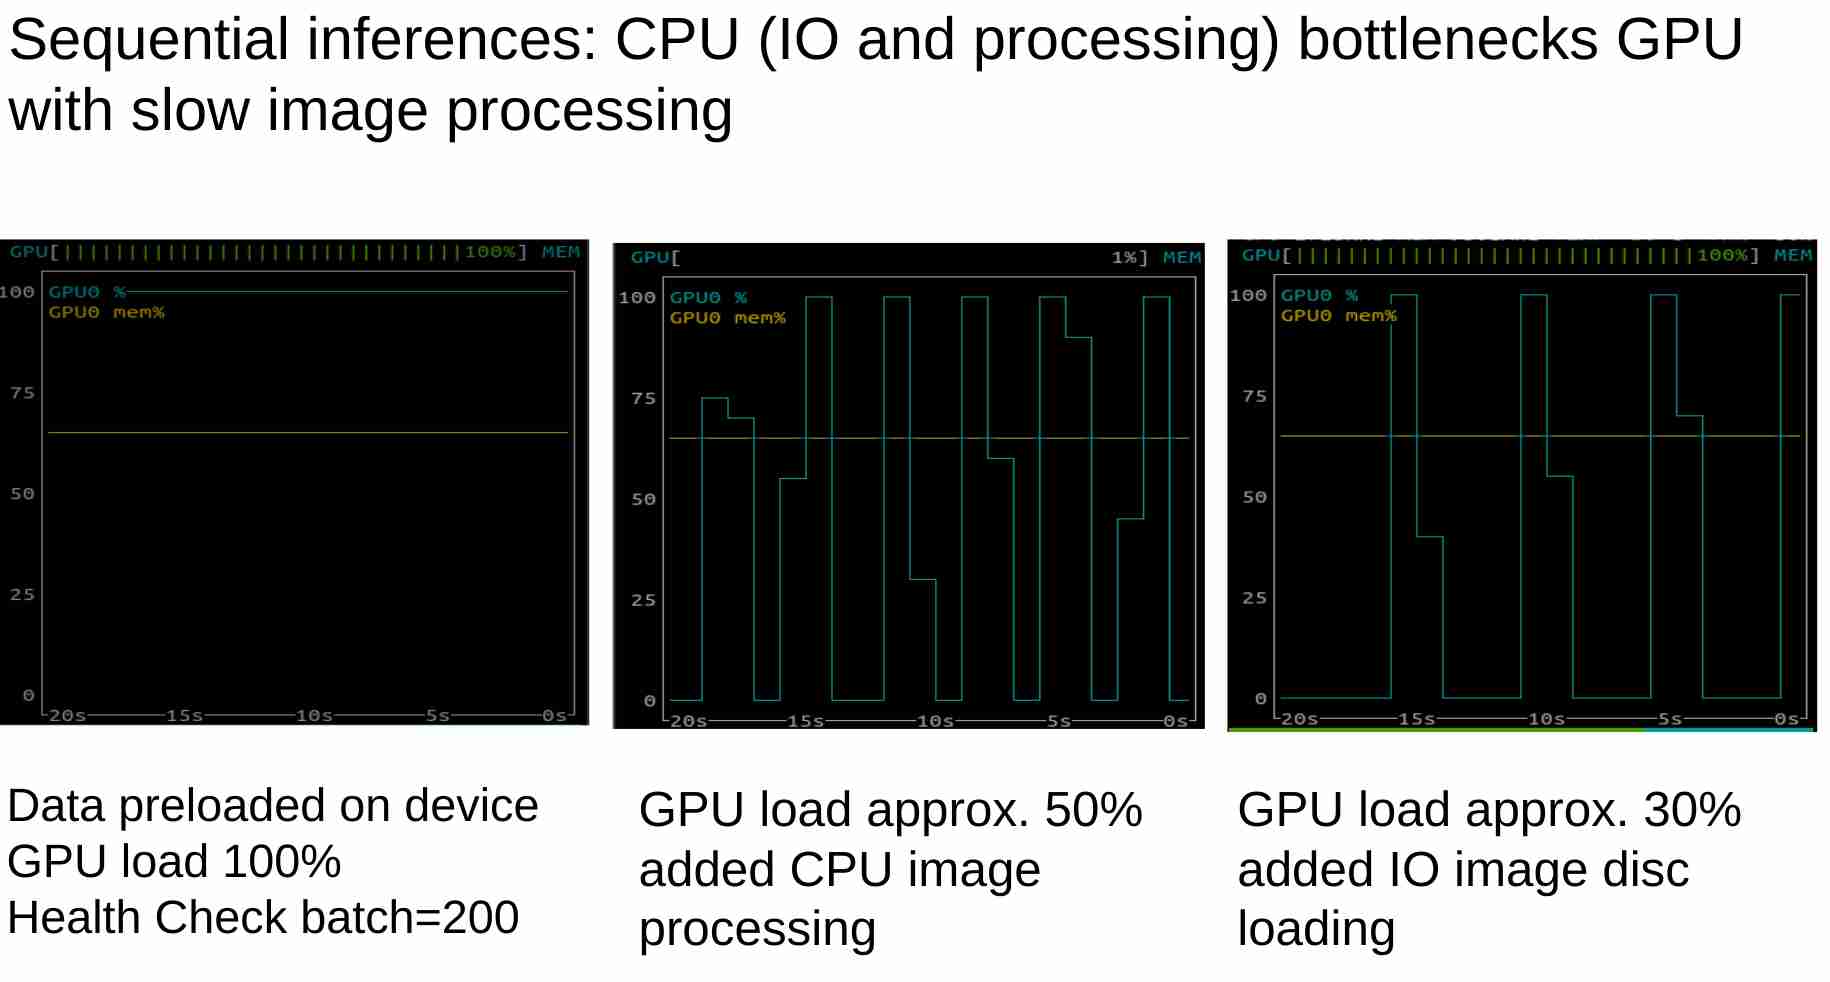 Sequential inferences: CPU (IO and processing) bottlenecks GPU
with slow image processing
GPU[||||||||||||||||||||||||||||||||100%] MEM
100
GPU0 %
GPU0 mem%
75
50
25
0
20s
15s
10s
5s
0s
GPU[ 1%] MEM
100
GPU0 %
GPU0 mem%
75
50
25
0
20s
15s
10s
5s
0s
GPU[||||||||||||||||||||||||||||||||100%] MEM
100
GPU0 %
GPU0 mem%
75
50
25
0
20s
15s
10s
5s
0s
Data preloaded on device
GPU load 100%
Health Check batch=200
GPU load approx. 50%
added CPU image
processing
GPU load approx. 30%
added IO image disc
loading